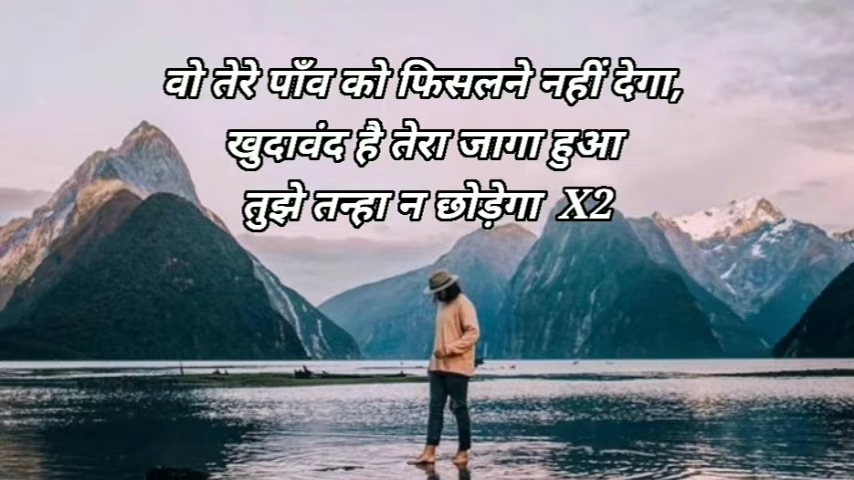 वो तेरे पाँव को फिसलने नहीं देगा,
खुदावंद है तेरा जागा हुआ
तुझे तन्हा न छोड़ेगा X2